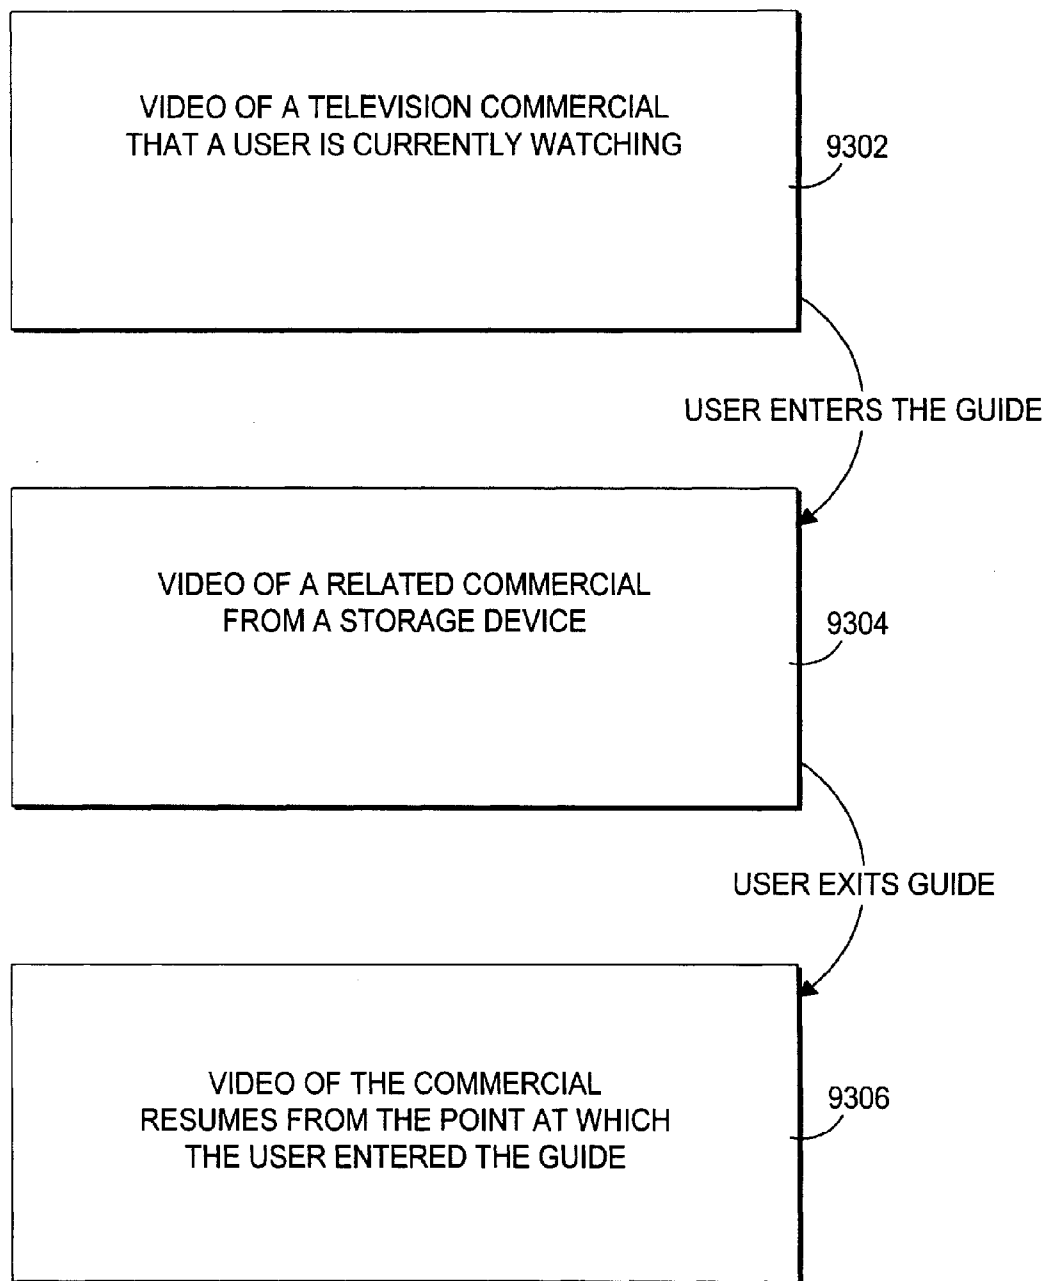 VIDEO OF A TELEVISION COMMERCIAL
THAT A USER IS CURRENTLY WATCHING
9302
USER ENTERS THE GUIDE
VIDEO OF A RELATED COMMERCIAL
FROM A STORAGE DEVICE
9304
USER EXITS GUIDE
VIDEO OF THE COMMERCIAL
RESUMES FROM THE POINT AT WHICH
THE USER ENTERED THE GUIDE
9306